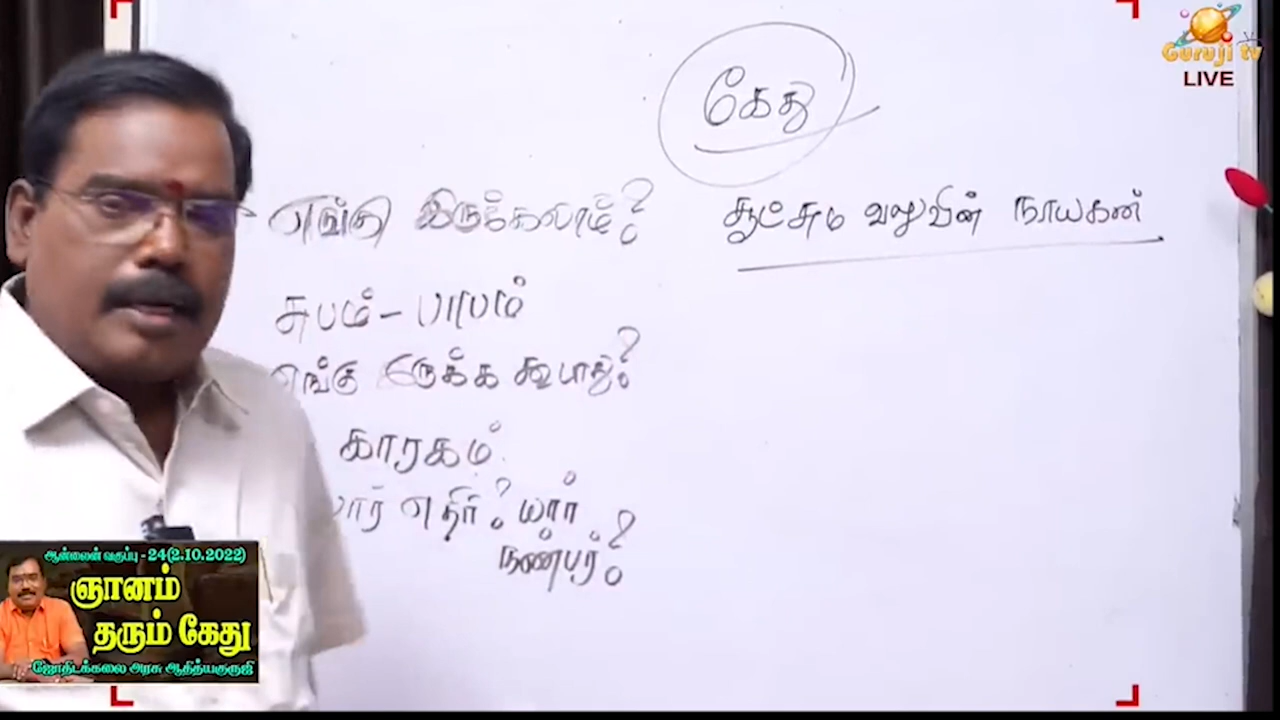 Guruji tv
LIVE
கேது
எங்கு இருக்கலாம்?
சூட்சும வலுவின் நாயகன்
சுபம் - பாபம்
எங்கு இருக்க கூடாது?
காரகம்
யார் எதிர்? யார்
நண்பர்?
ஆன்லைன் வகுப்பு - 24(2.10.2022)
ஞானம்
தரும் கேது
ஜோதிடக்கலை அரசு ஆதித்யகுருஜி